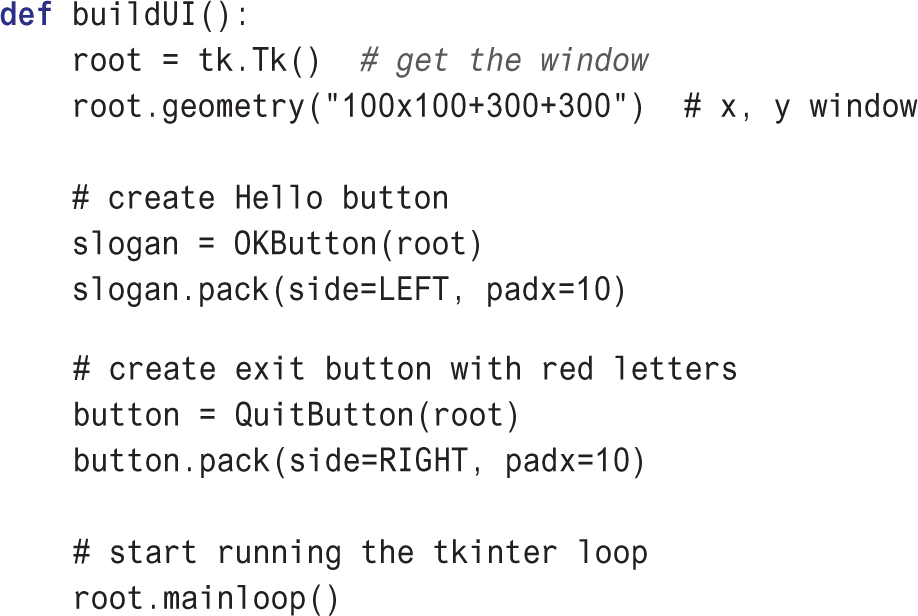 def buildUI():
    root = tk.Tk()  # get the window
    root.geometry("100x100+300+300")  # x, y window

    # create Hello button
    slogan = OKButton(root)
    slogan.pack(side=LEFT, padx=10)

    # create exit button with red letters
    button = QuitButton(root)
    button.pack(side=RIGHT, padx=10)

    # start running the tkinter loop
    root.mainloop()